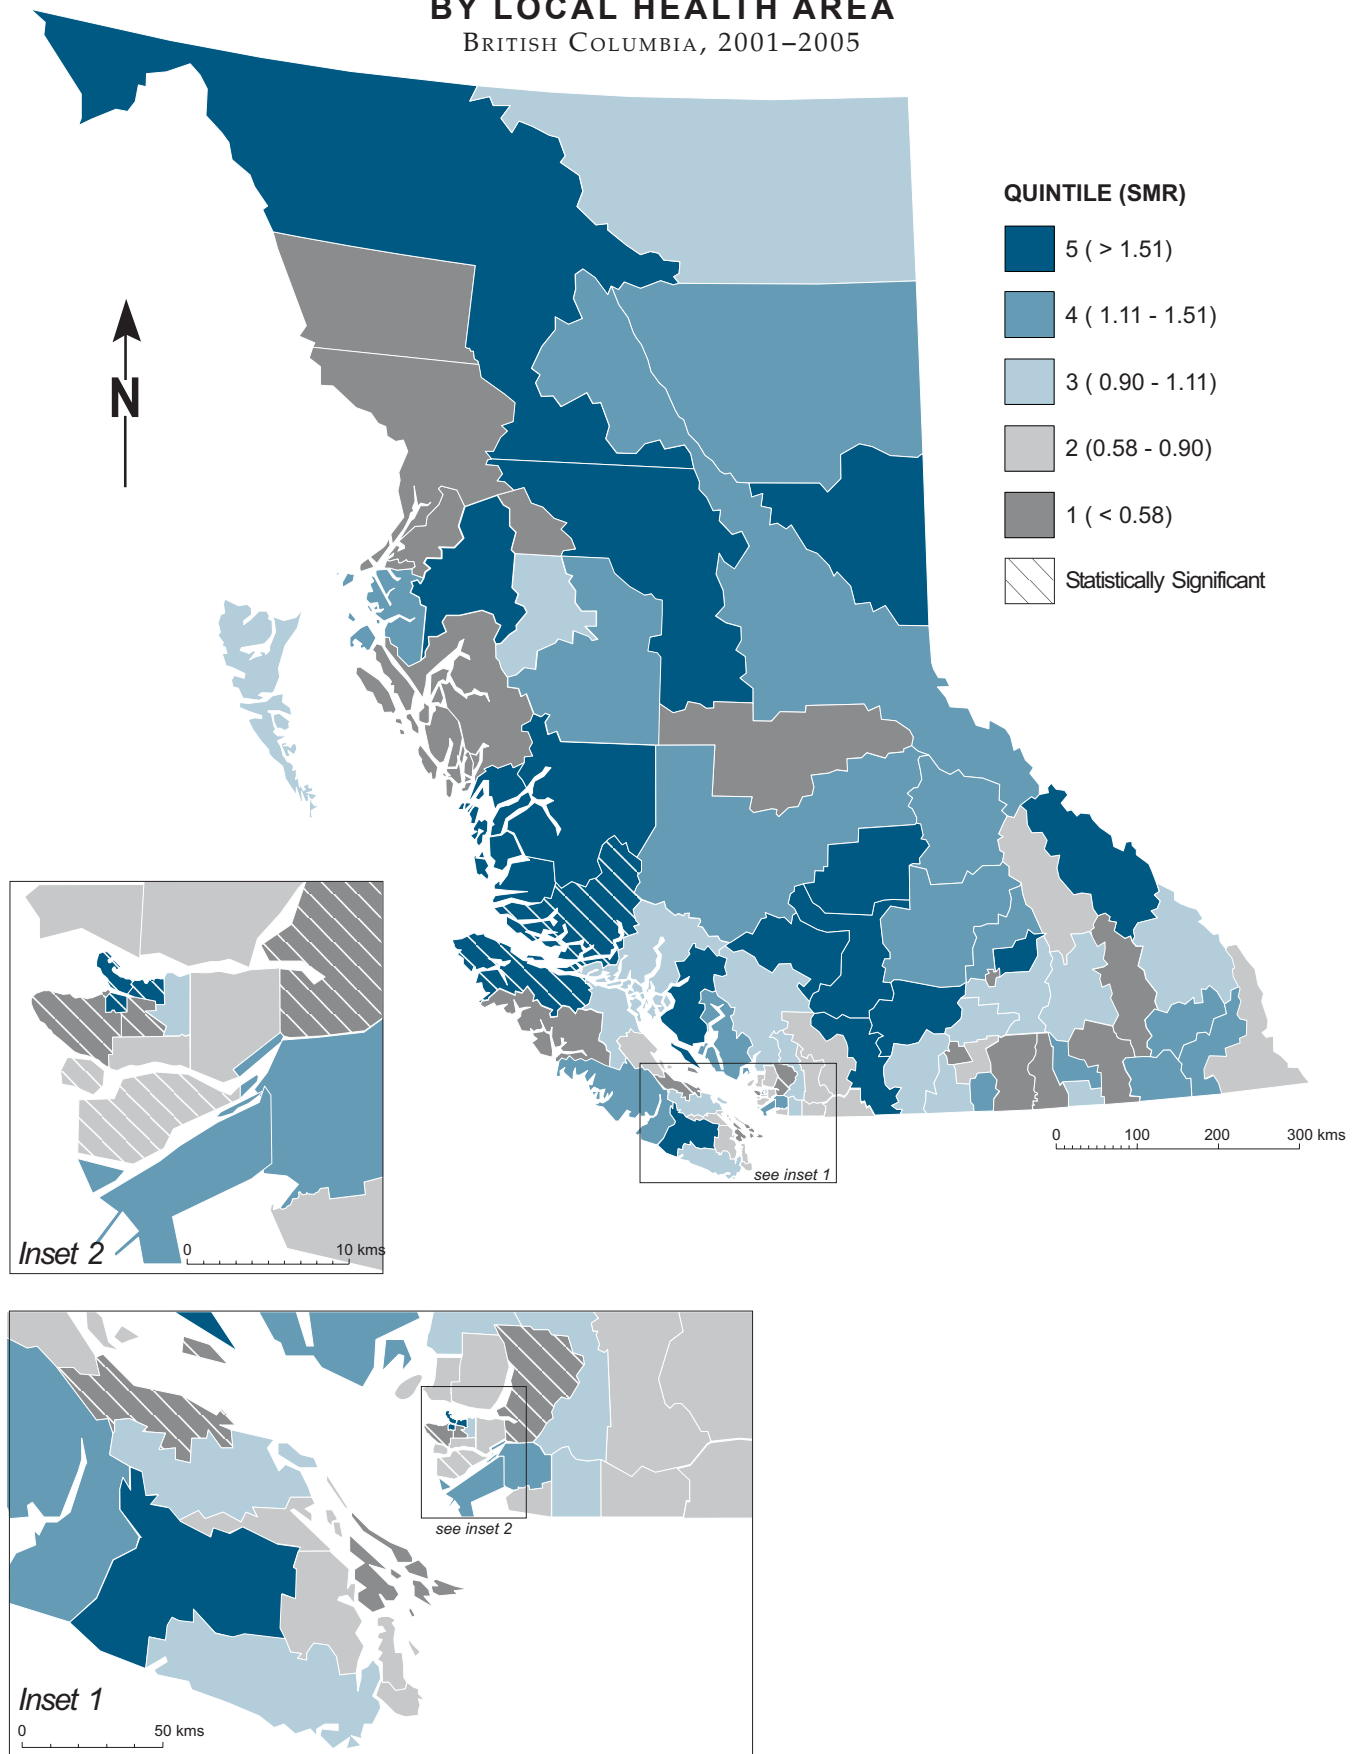 BY LOCAL HEALTH AREA
BRITISH COLUMBIA, 2001–2005
QUINTILE (SMR)
5 ( > 1.51)
4 ( 1.11 - 1.51)
3 ( 0.90 - 1.11)
2 (0.58 - 0.90)
1 ( < 0.58)
Statistically Significant
N
0 100 200 300 kms
see inset 1
Inset 2
0 10 kms
see inset 2
Inset 1
0 50 kms